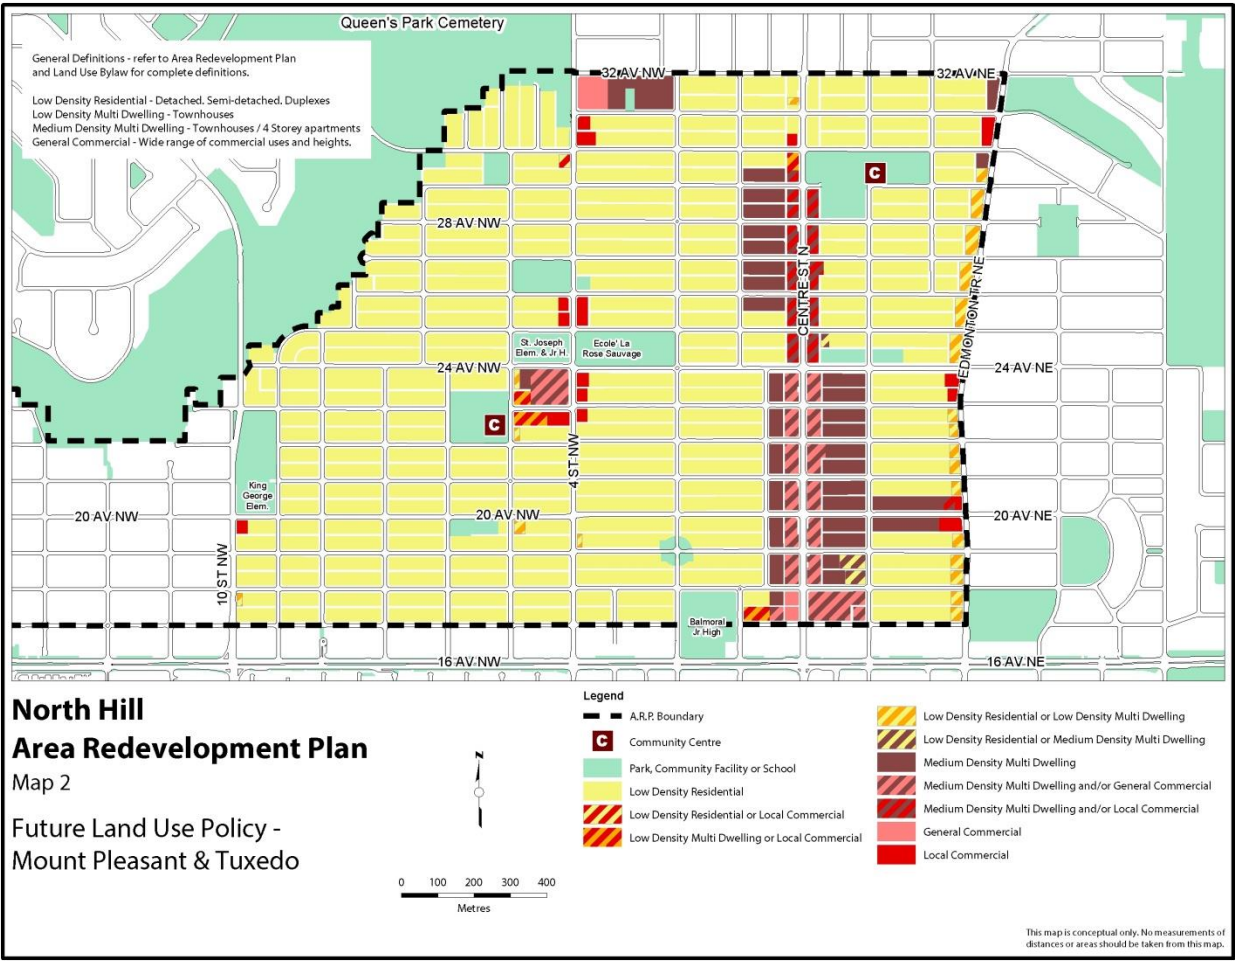 Queen's Park Cemetery
General Definitions - refer to Area Redevelopment Plan
and Land Use Bylaw for complete definitions.
Low Density Residential - Detached. Semi-detached. Duplexes
Low Density Multi Dwelling - Townhouses
Medium Density Multi Dwelling - Townhouses / 4 Storey apartments
General Commercial - Wide range of commercial uses and heights.
32 AV NW
32 AV NE
C
28 AV NW
CENTRE ST N
EDMONTON TR NE
St. Joseph
Elem. & Jr H.
Ecole' La
Rose Sauvage
24 AV NW
24 AV NE
C
4 ST NW
King
George
Elem.
20 AV NW
20 AV NW
20 AV NE
10 ST NW
Balmoral
Jr High
16 AV NW
16 AV NE
North Hill
Area Redevelopment Plan
Map 2
Future Land Use Policy -
Mount Pleasant & Tuxedo
N
0 100 200 300 400
Metres
Legend
A.R.P. Boundary
C Community Centre
Park, Community Facility or School
Low Density Residential
Low Density Residential or Local Commercial
Low Density Multi Dwelling or Local Commercial
Low Density Residential or Low Density Multi Dwelling
Low Density Residential or Medium Density Multi Dwelling
Medium Density Multi Dwelling
Medium Density Multi Dwelling and/or General Commercial
Medium Density Multi Dwelling and/or Local Commercial
General Commercial
Local Commercial
This map is conceptual only. No measurements of
distances or areas should be taken from this map.